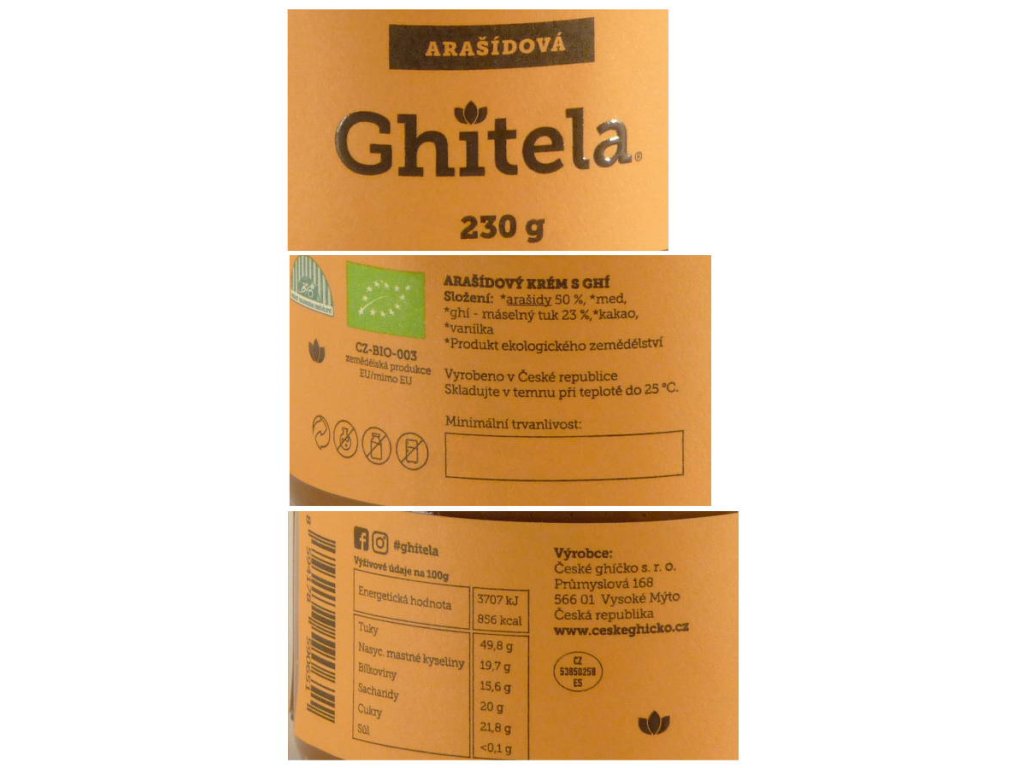 ARAŠÍDOVÁ
Ghitela®
230 g
BIO
CZ-BIO-003
zemědělská produkce
EU/mimo EU
ARAŠÍDOVÝ KRÉM S GHÍ
Složení: *arašidy 50 %, *med,
*ghí - máselný tuk 23 %,*kakao,
*vanilka
*Produkt ekologického zemědělství
Vyrobeno v České republice
Skladujte v temnu při teplotě do 25 °C.
Minimální trvanlivost:
#ghitela
Výživové údaje na 100g
Energetická hodnota 3707 kJ
856 kcal
Tuky 49,8 g
Nasyc. mastné kyseliny 19,7 g
Bílkoviny 15,6 g
Sacharidy 20 g
Cukry 21,8 g
Sůl <0,1 g
Výrobce:
České ghíčko s. r. o.
Průmyslová 168
566 01 Vysoké Mýto
Česká republika
www.ceskeghicko.cz
CZ
53850258
ES